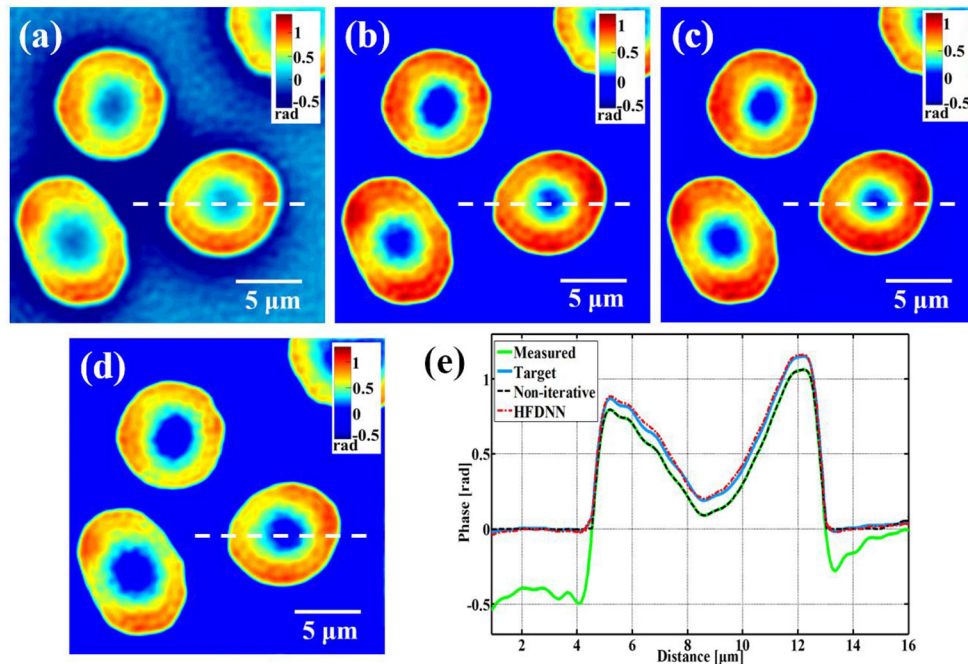 (a)
1
0.5
0
-0.5
rad
5 μm
(b)
1
0.5
0
-0.5
rad
5 μm
(c)
1
0.5
0
-0.5
rad
5 μm
(d)
1
0.5
0
-0.5
rad
5 μm
(e)
Measured
Target
Non-iterative
HFDNN
Phase [rad]
1
0.5
0
-0.5
2 4 6 8 10 12 14 16
Distance [μm]